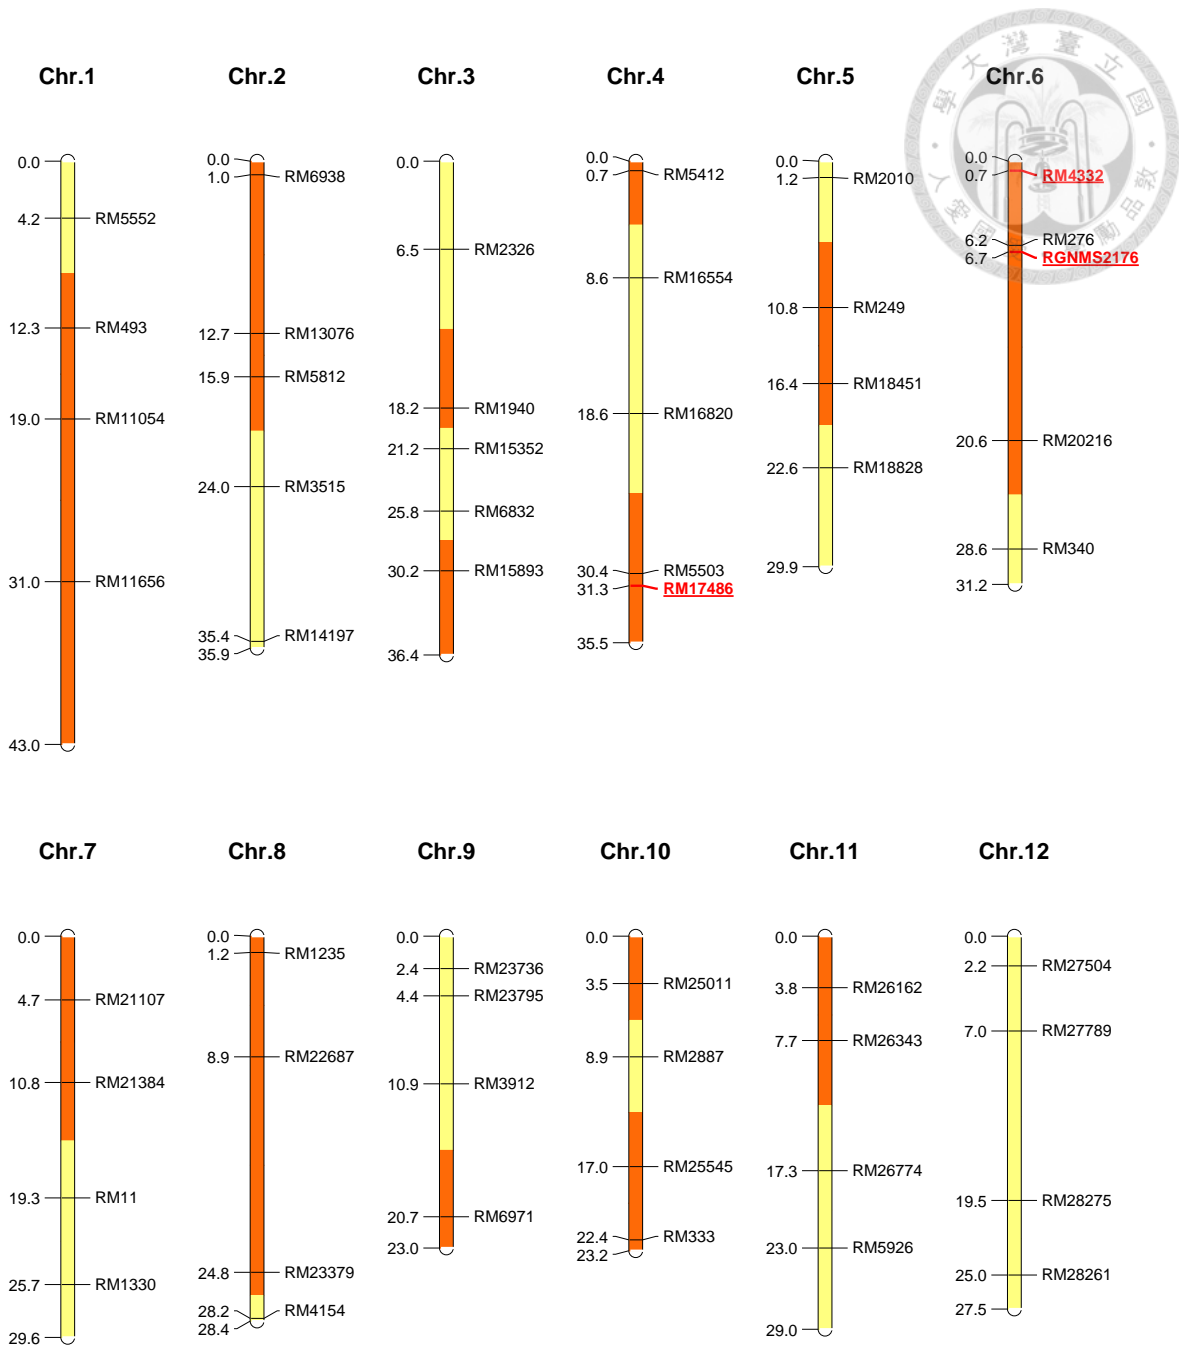 Chr.1 Chr.2 Chr.3 Chr.4 Chr.5 Chr.6
0.0
4.2 RM5552
12.3 RM493
19.0 RM11054
31.0 RM11656
43.0
0.0
1.0 RM6938
12.7 RM13076
15.9 RM5812
24.0 RM3515
35.4 RM14197
35.9
0.0
6.5 RM2326
18.2 RM1940
21.2 RM15352
25.8 RM6832
30.2 RM15893
36.4
0.0
0.7 RM5412
8.6 RM16554
18.6 RM16820
30.4 RM5503
31.3 RM17486
35.5
0.0
1.2 RM2010
10.8 RM249
16.4 RM18451
22.6 RM18828
29.9
0.0
0.7 RM4332
6.2 RM276
6.7 RGNMS2176
20.6 RM20216
28.6 RM340
31.2
Chr.7 Chr.8 Chr.9 Chr.10 Chr.11 Chr.12
0.0
4.7 RM21107
10.8 RM21384
19.3 RM11
25.7 RM1330
29.6
0.0
1.2 RM1235
8.9 RM22687
24.8 RM23379
28.2 RM4154
28.4
0.0
2.4 RM23736
4.4 RM23795
10.9 RM3912
20.7 RM6971
23.0
0.0
3.5 RM25011
8.9 RM2887
17.0 RM25545
22.4 RM333
23.2
0.0
3.8 RM26162
7.7 RM26343
17.3 RM26774
23.0 RM5926
29.0
0.0
2.2 RM27504
7.0 RM27789
19.5 RM28275
25.0 RM28261
27.5
學大灣臺立國